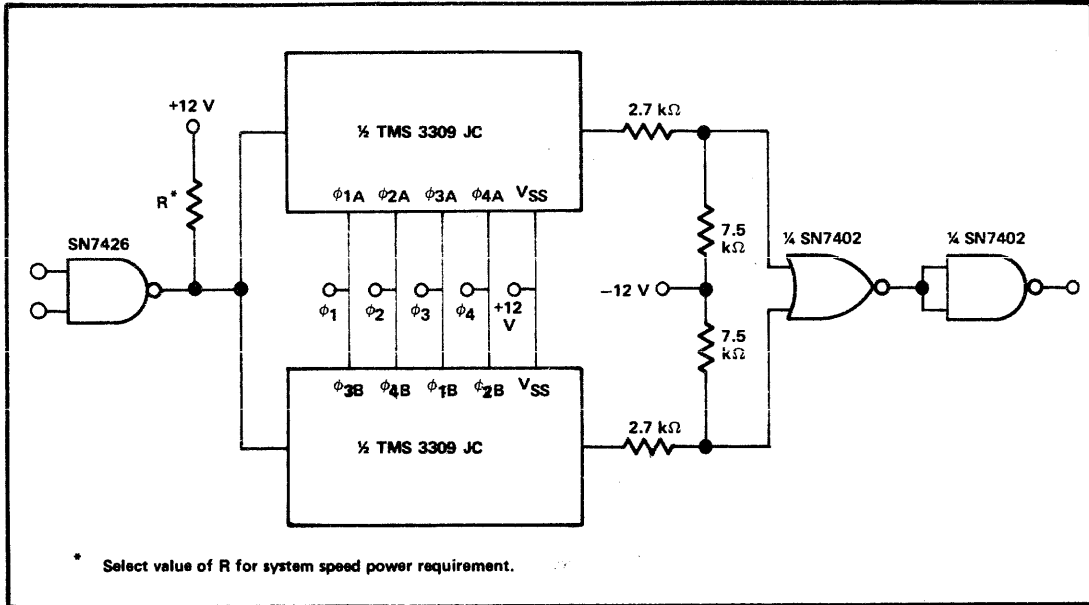 +12 V
R*
SN7426
½ TMS 3309 JC
ϕ1A ϕ2A ϕ3A ϕ4A VSS
ϕ1 ϕ2 ϕ3 ϕ4 +12 V
ϕ3B ϕ4B ϕ1B ϕ2B VSS
½ TMS 3309 JC
2.7 kΩ
7.5 kΩ
−12 V
7.5 kΩ
2.7 kΩ
¼ SN7402
¼ SN7402
* Select value of R for system speed power requirement.